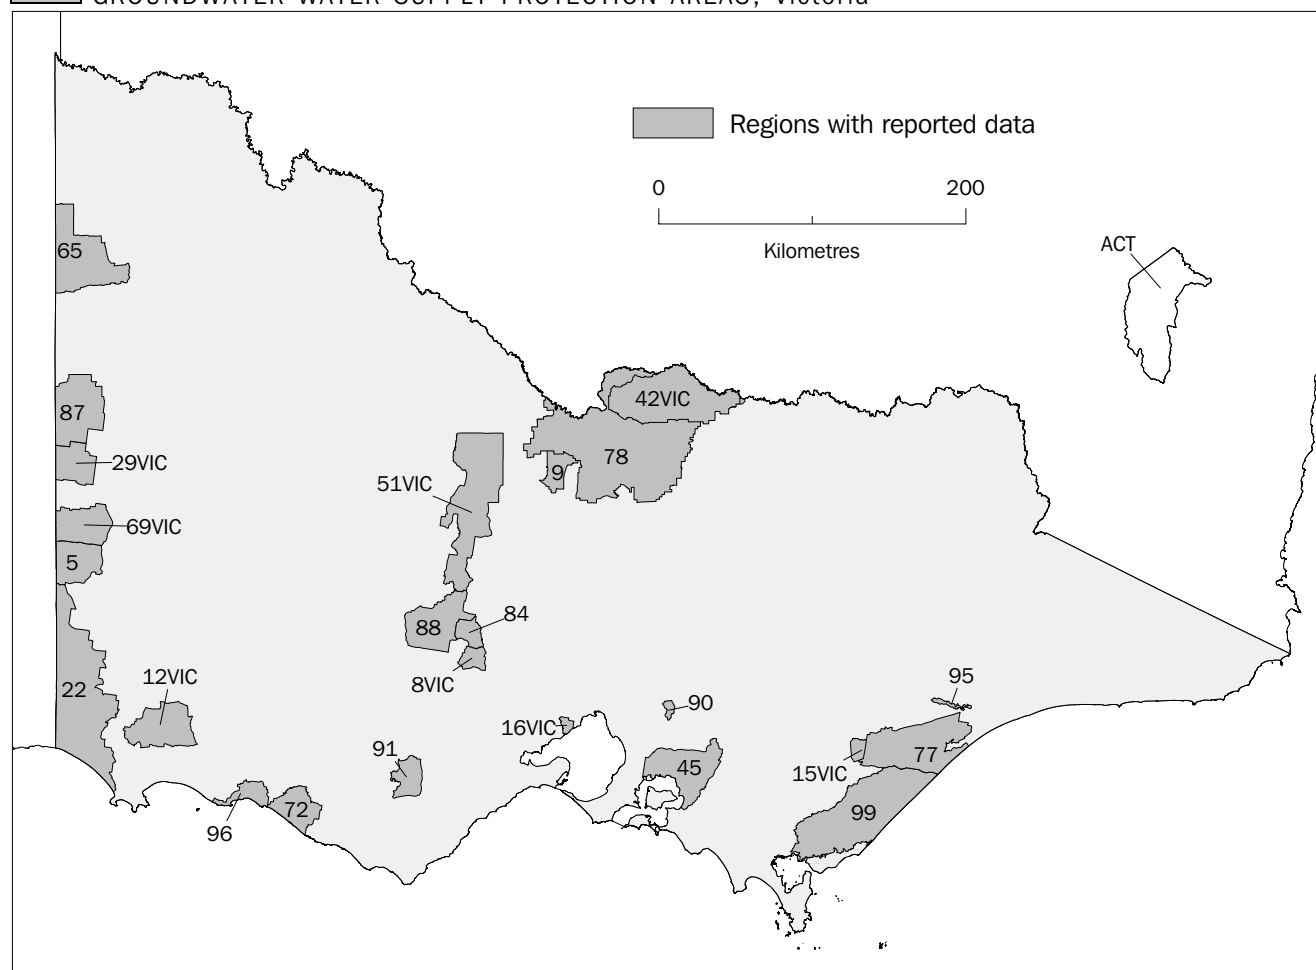 GROUNDWATER WATER SUPPLY PROTECTION AREAS, Victoria
Regions with reported data
0 200
Kilometres
ACT
65
42VIC
87
78
29VIC
9
51VIC
69VIC
5
84
88
8VIC
12VIC
22
95
90
16VIC
91
77
45
15VIC
72
99
96